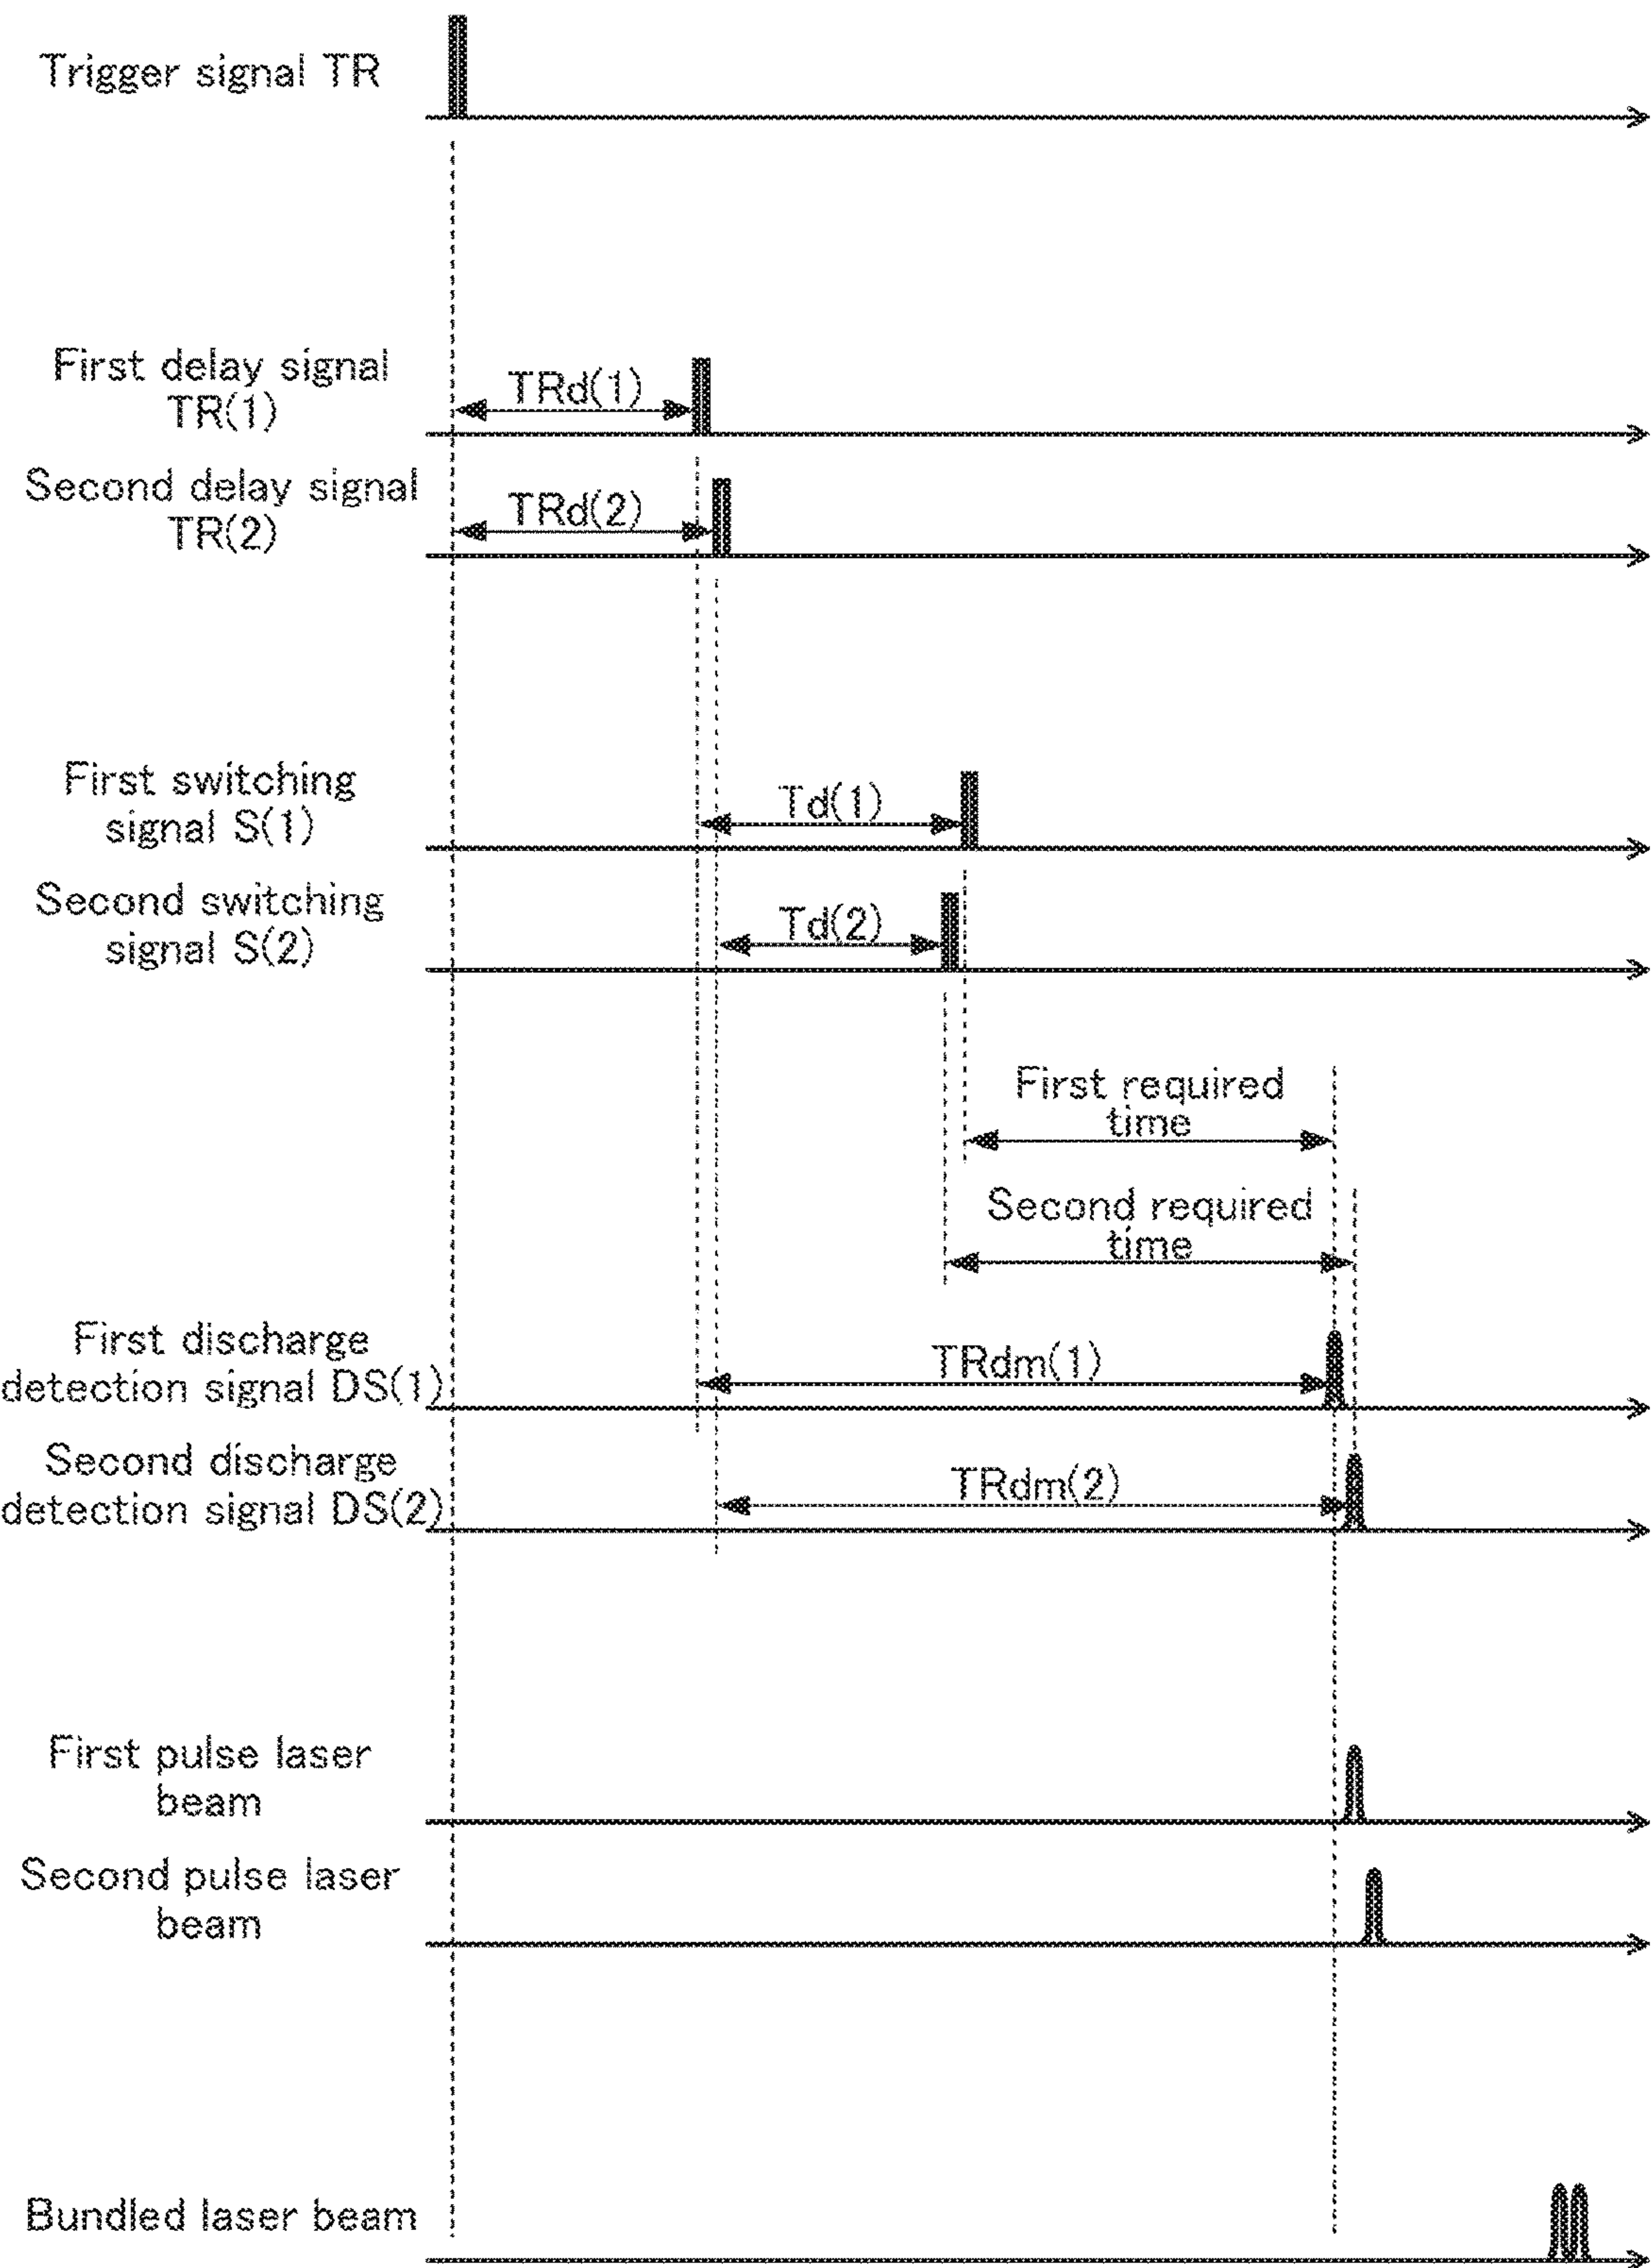 Trigger signal TR
First delay signal
TR(1)
TRd(1)
Second delay signal
TR(2)
TRd(2)
First switching
signal S(1)
Td(1)
Second switching
signal S(2)
Td(2)
First required
time
Second required
time
First discharge
detection signal DS(1)
TRdm(1)
Second discharge
detection signal DS(2)
TRdm(2)
First pulse laser
beam
Second pulse laser
beam
Bundled laser beam